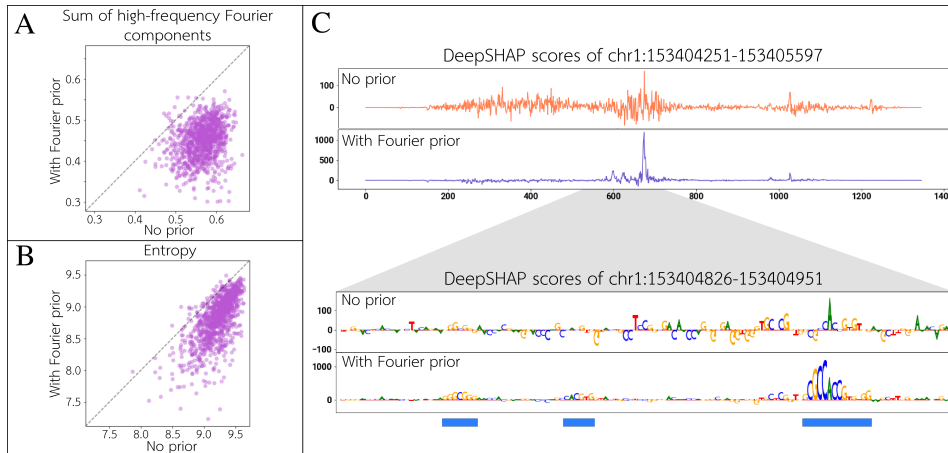 A
Sum of high-frequency Fourier
components
With Fourier prior
0.6
0.5
0.4
0.3
0.3 0.4 0.5 0.6
No prior
B
Entropy
With Fourier prior
9.5
9.0
8.5
8.0
7.5
7.5 8.0 8.5 9.0 9.5
No prior
C
DeepSHAP scores of chr1:153404251-153405597
No prior
100
0
With Fourier prior
1000
500
0
0 200 400 600 800 1000 1200 1400
DeepSHAP scores of chr1:153404826-153404951
No prior
100
0
−100
With Fourier prior
1000
0